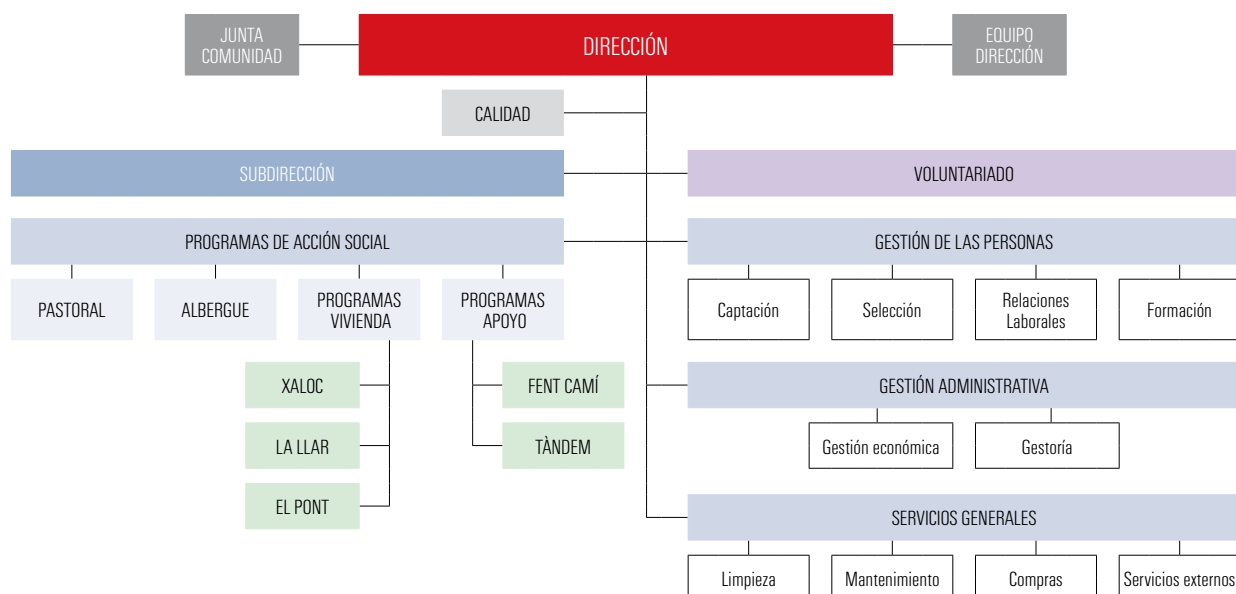 JUNTA
COMUNIDAD
DIRECCIÓN
EQUIPO
DIRECCIÓN
CALIDAD
SUBDIRECCIÓN
VOLUNTARIADO
PROGRAMAS DE ACCIÓN SOCIAL
GESTIÓN DE LAS PERSONAS
PASTORAL
ALBERGUE
PROGRAMAS
VIVIENDA
PROGRAMAS
APOYO
Captación
Selección
Relaciones
Laborales
Formación
XALOC
FENT CAMÍ
GESTIÓN ADMINISTRATIVA
LA LLAR
TÀNDEM
Gestión económica
Gestoría
EL PONT
SERVICIOS GENERALES
Limpieza
Mantenimiento
Compras
Servicios externos